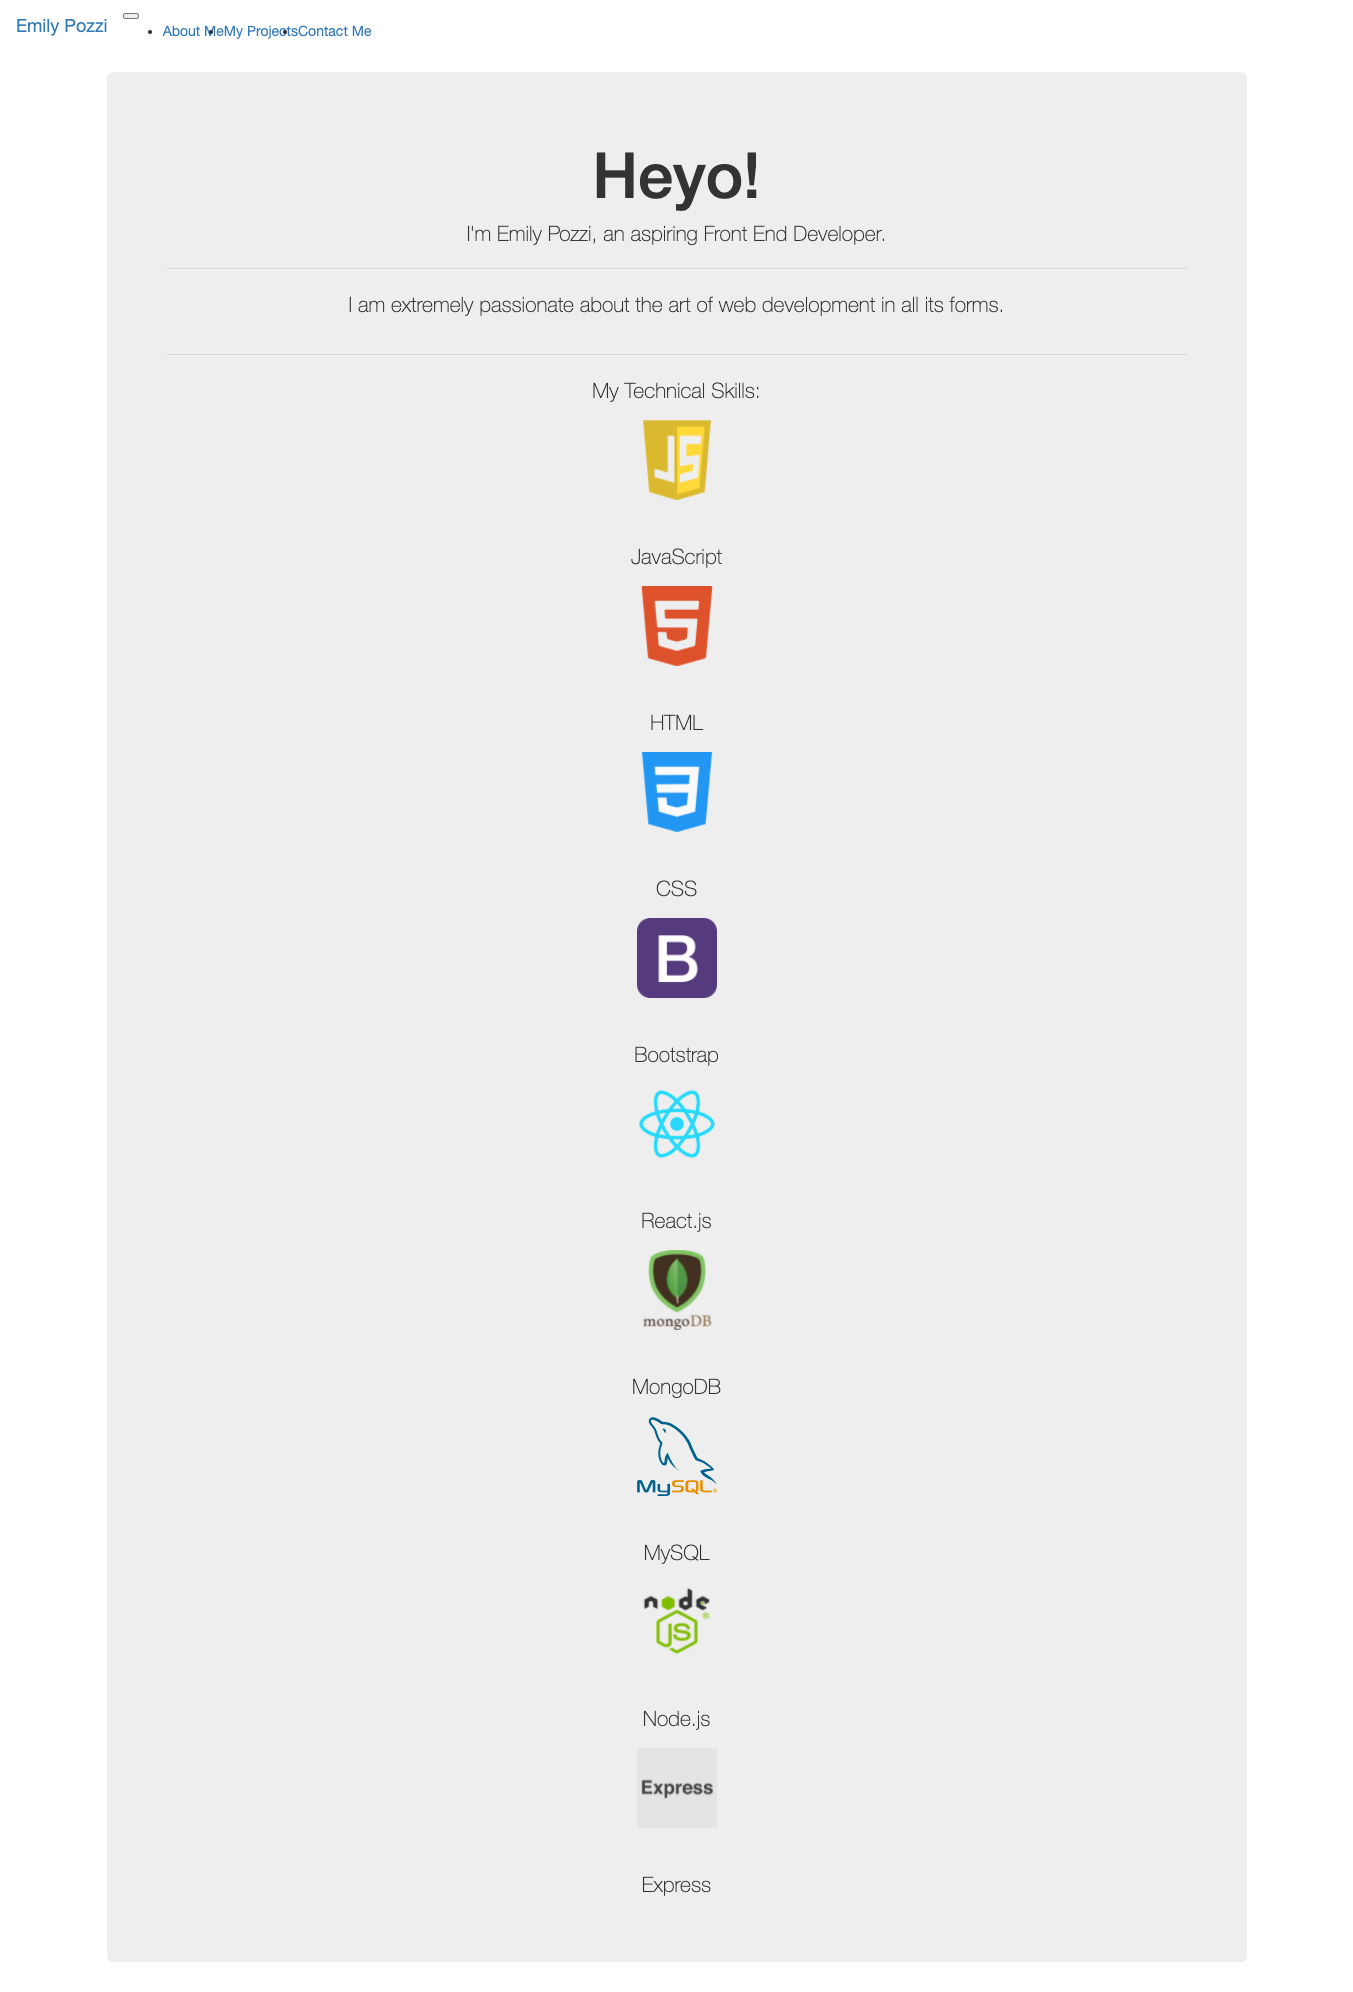 Emily Pozzi
About Me My Projects Contact Me
Heyo!
I'm Emily Pozzi, an aspiring Front End Developer.
I am extremely passionate about the art of web development in all its forms.
My Technical Skills:
JS
JavaScript
5
HTML
3
CSS
B
Bootstrap
React.js
mongoDB
MongoDB
MySQL®
MySQL
node®
JS
Node.js
Express
Express